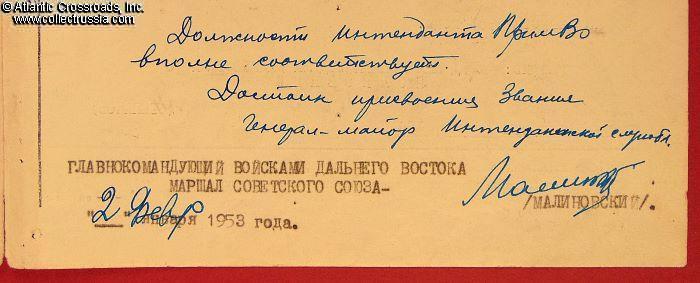 © Atlantic Crossroads, Inc.
www.collectrussia.com
Должности Интенданта ПримВо
вполне соответствует.
Достоин присвоения звания
Генерал-майор Интендантской службы.
ГЛАВНОКОМАНДУЮЩИЙ ВОЙСКАМИ ДАЛЬНЕГО ВОСТОКА
МАРШАЛ СОВЕТСКОГО СОЮЗА-
/МАЛИНОВСКИЙ/.
"2" Февр января 1953 года.